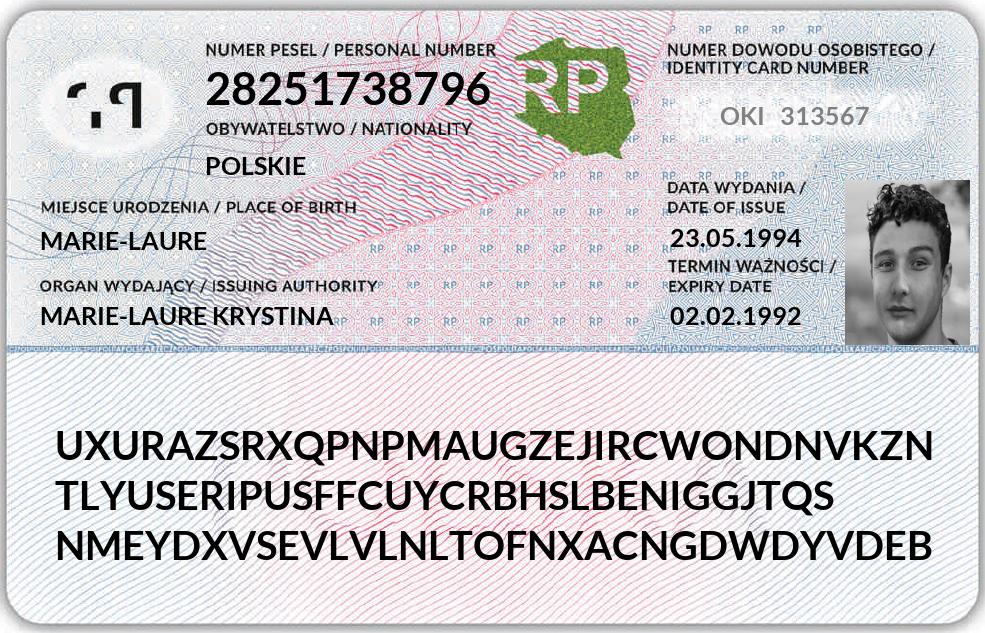 NUMER PESEL / PERSONAL NUMBER
28251738796
OBYWATELSTWO / NATIONALITY
POLSKIE
MIEJSCE URODZENIA / PLACE OF BIRTH
MARIE-LAURE
ORGAN WYDAJĄCY / ISSUING AUTHORITY
MARIE-LAURE KRYSTINA
RP
NUMER DOWODU OSOBISTEGO /
IDENTITY CARD NUMBER
OKI 313567
DATA WYDANIA /
DATE OF ISSUE
23.05.1994
TERMIN WAŻNOŚCI /
EXPIRY DATE
02.02.1992
UXURAZSRXQPNPMAUGZEJIRCWONDNVKZN
TLYUSERIPUSFFCUYCRBHSLBENIGGJTQS
NMEYDXVSEVLVLNLTOFNXACNGDWDYVDEB